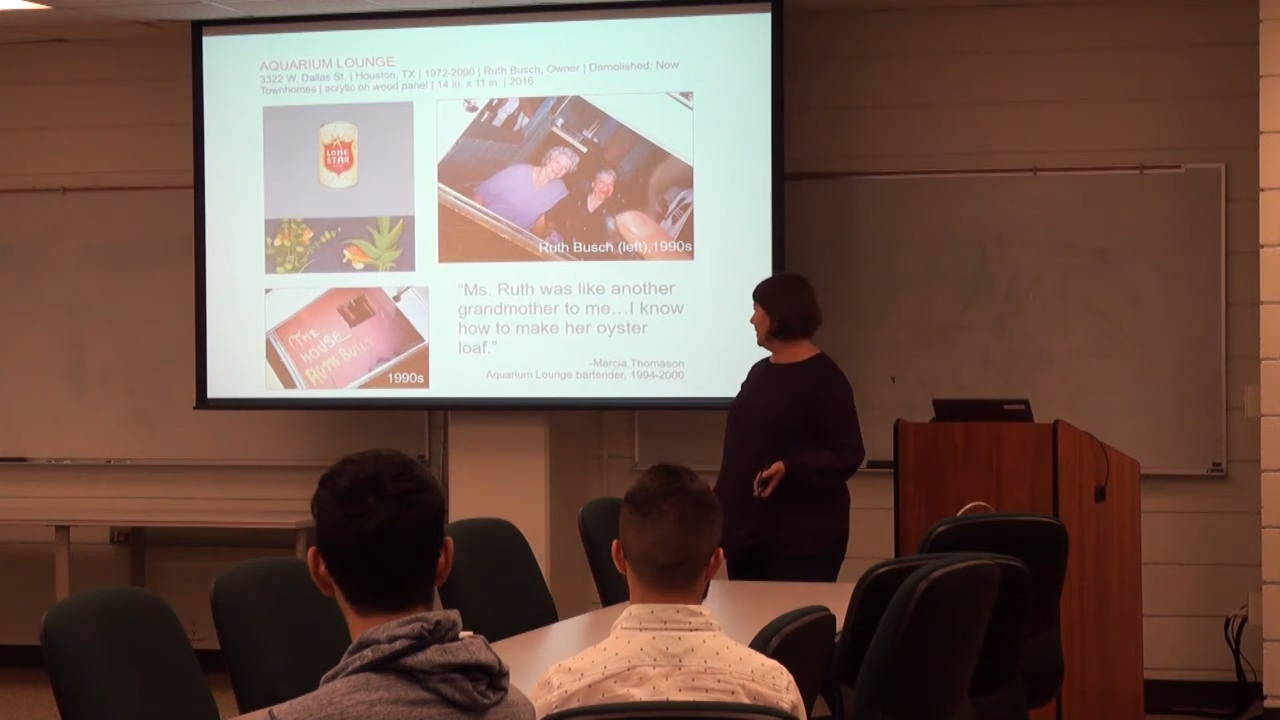 AQUARIUM LOUNGE
3322 W. Dallas St. | Houston, TX | 1972-2000 | Ruth Busch, Owner | Demolished; Now
Townhomes | acrylic on wood panel | 14 in. x 11 in. | 2016
LONE
STAR
Ruth Busch (left),1990s
THE
HOUSE
RUTH BUILT
1990s
"Ms. Ruth was like another
grandmother to me…I know
how to make her oyster
loaf."
-Marcia Thomason
Aquarium Lounge bartender, 1994-2000